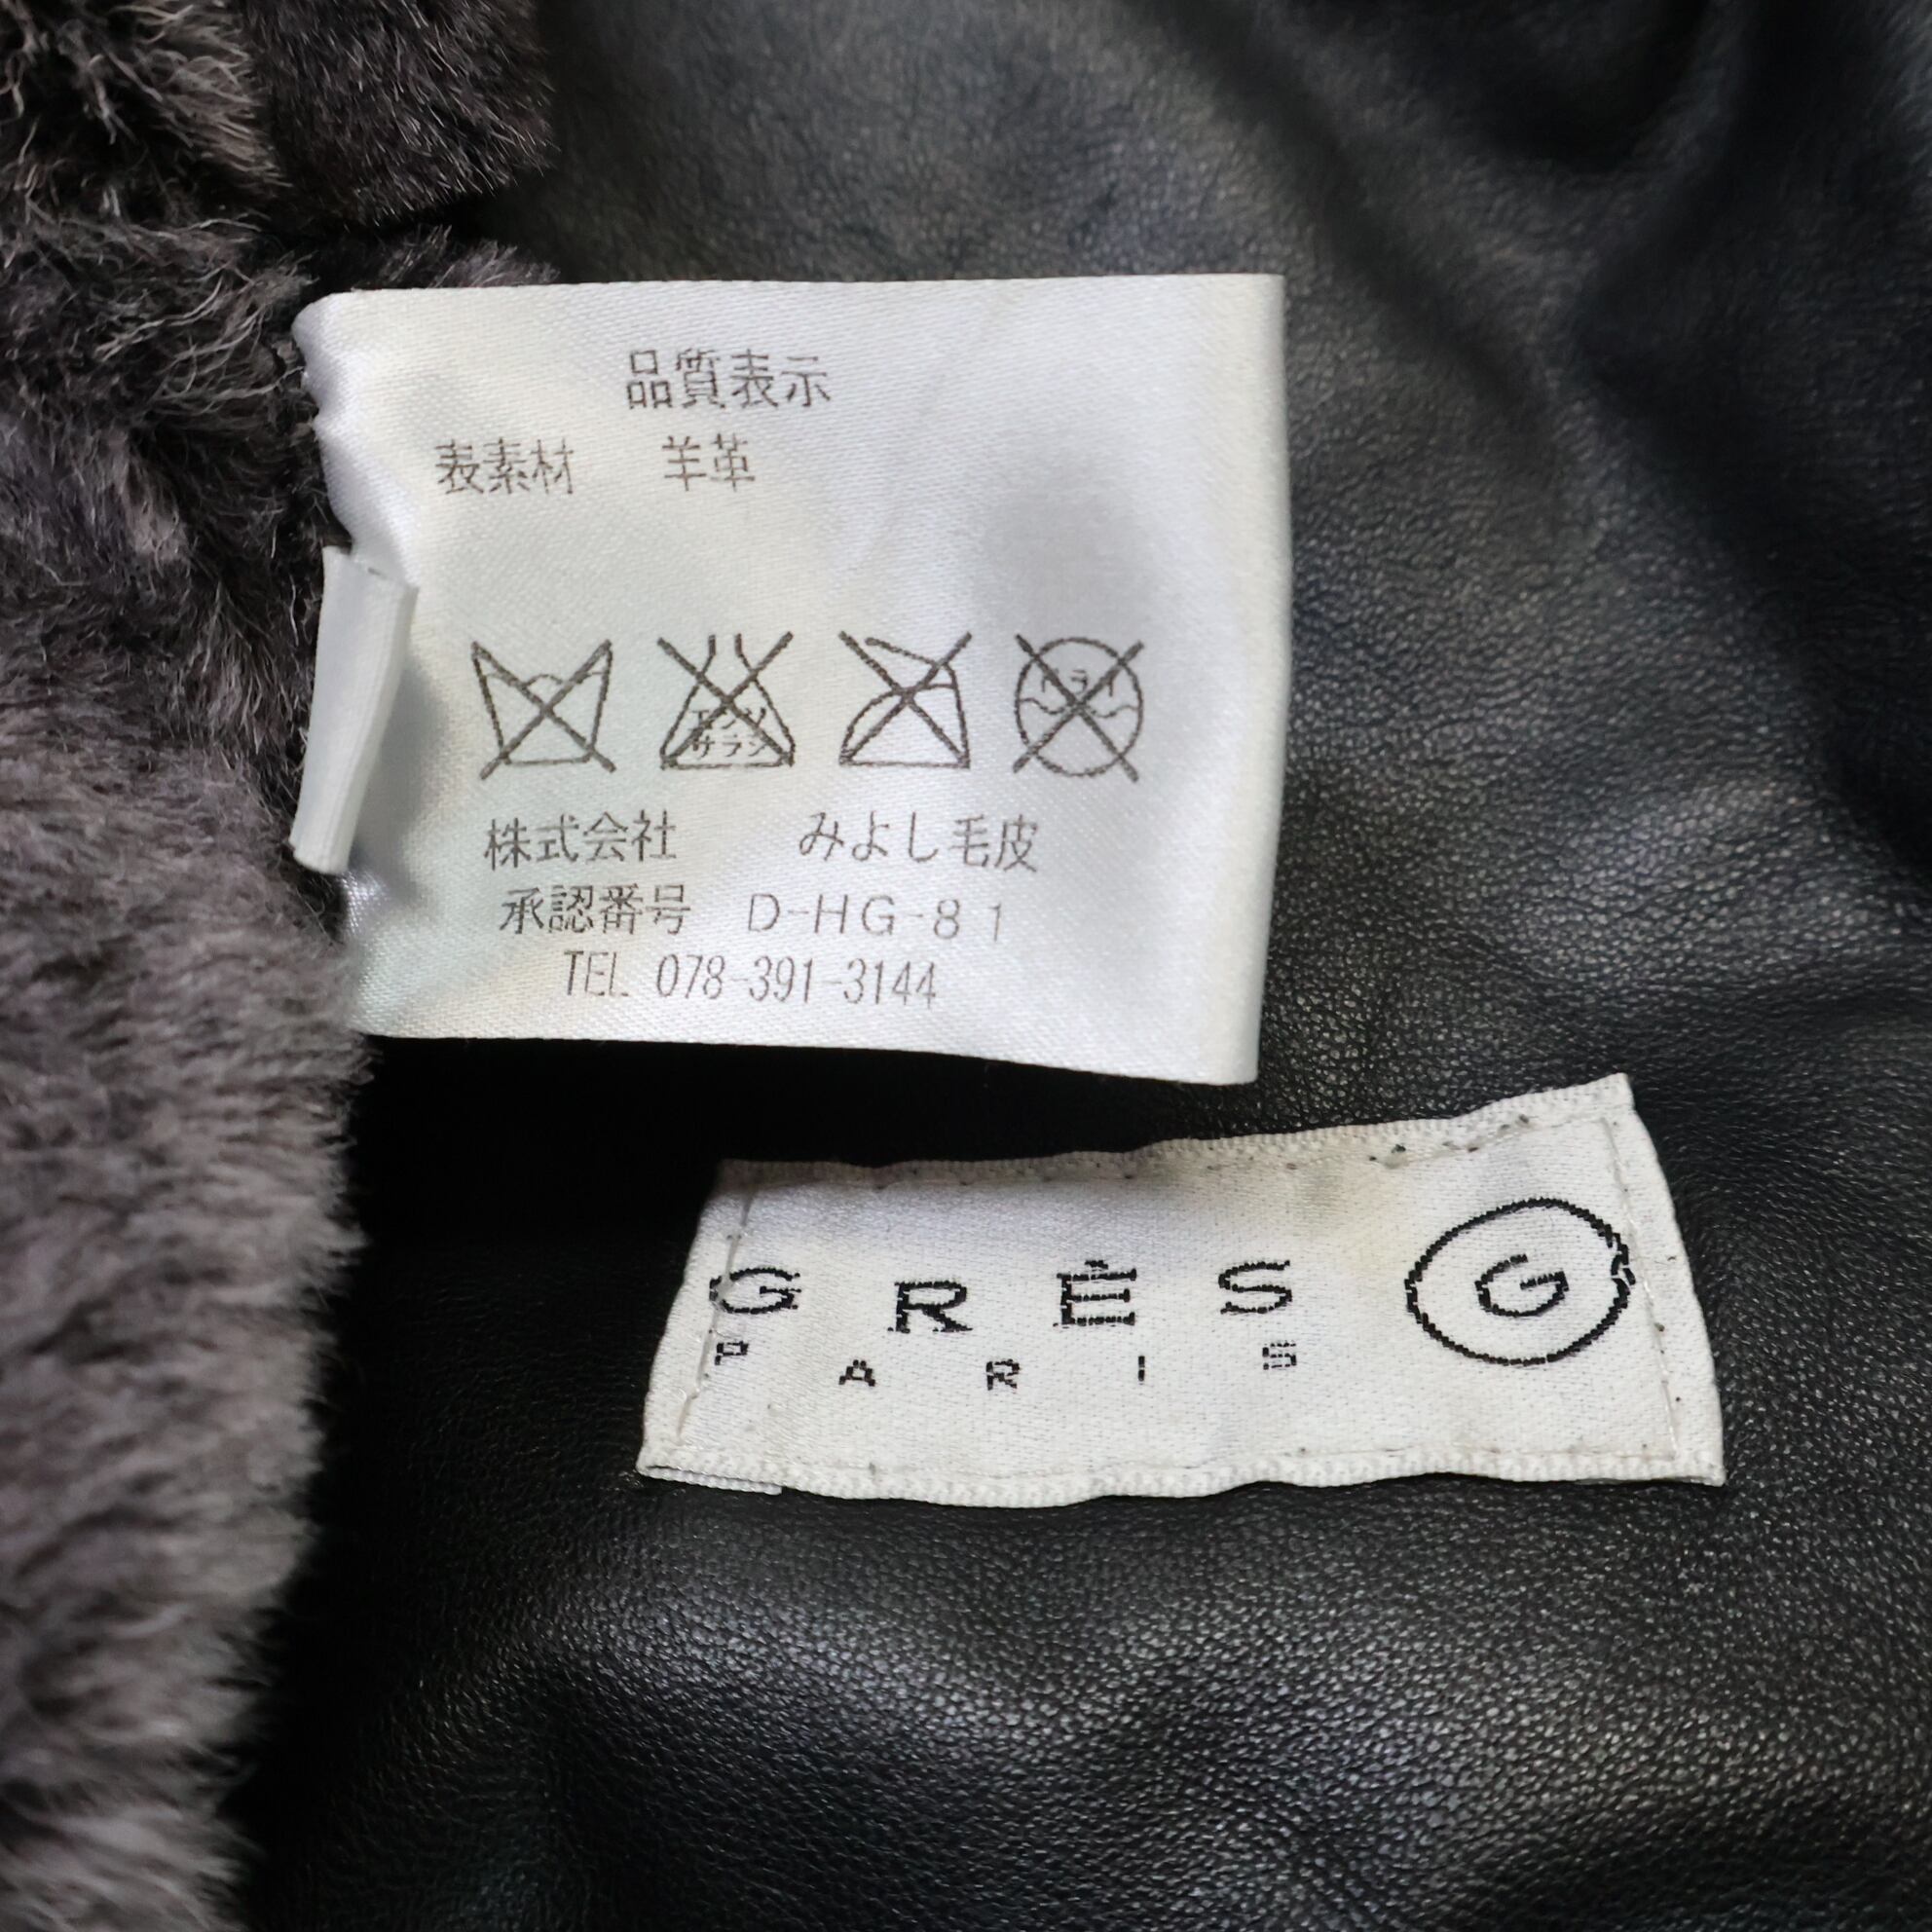 品質表示
表素材 羊革
エンソ サラシ ドライ
株式会社 みよし毛皮
承認番号 D-HG-81
TEL 078-391-3144
GRÈS G
PARIS